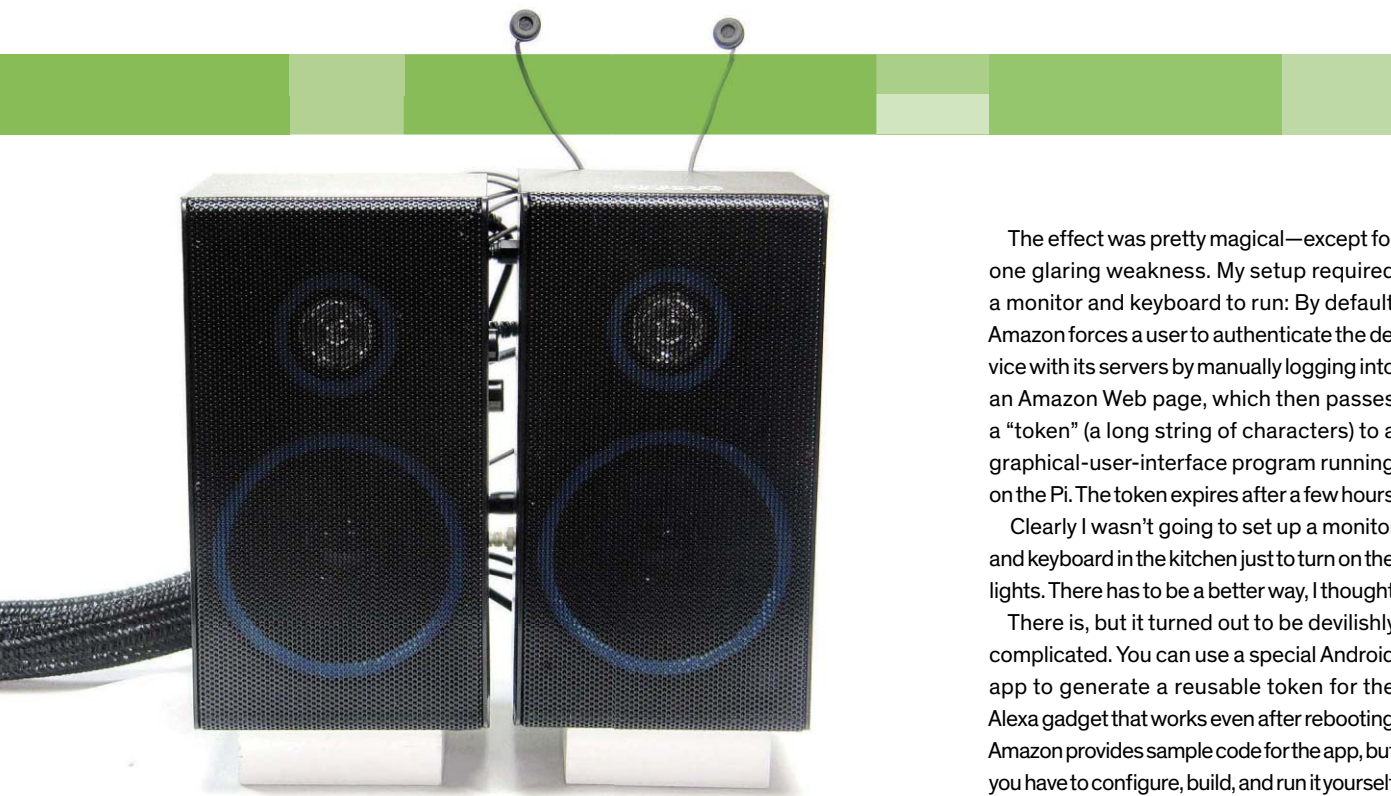 The effect was pretty magical—except fo
one glaring weakness. My setup required
a monitor and keyboard to run: By default
Amazon forces a user to authenticate the de
vice with its servers by manually logging into
an Amazon Web page, which then passes
a “token” (a long string of characters) to a
graphical-user-interface program running
on the Pi. The token expires after a few hours
Clearly I wasn’t going to set up a monito
and keyboard in the kitchen just to turn on the
lights. There has to be a better way, I thought
There is, but it turned out to be devilishly
complicated. You can use a special Android
app to generate a reusable token for the
Alexa gadget that works even after rebooting
Amazon provides sample code for the app, but
you have to configure, build, and run it yourself